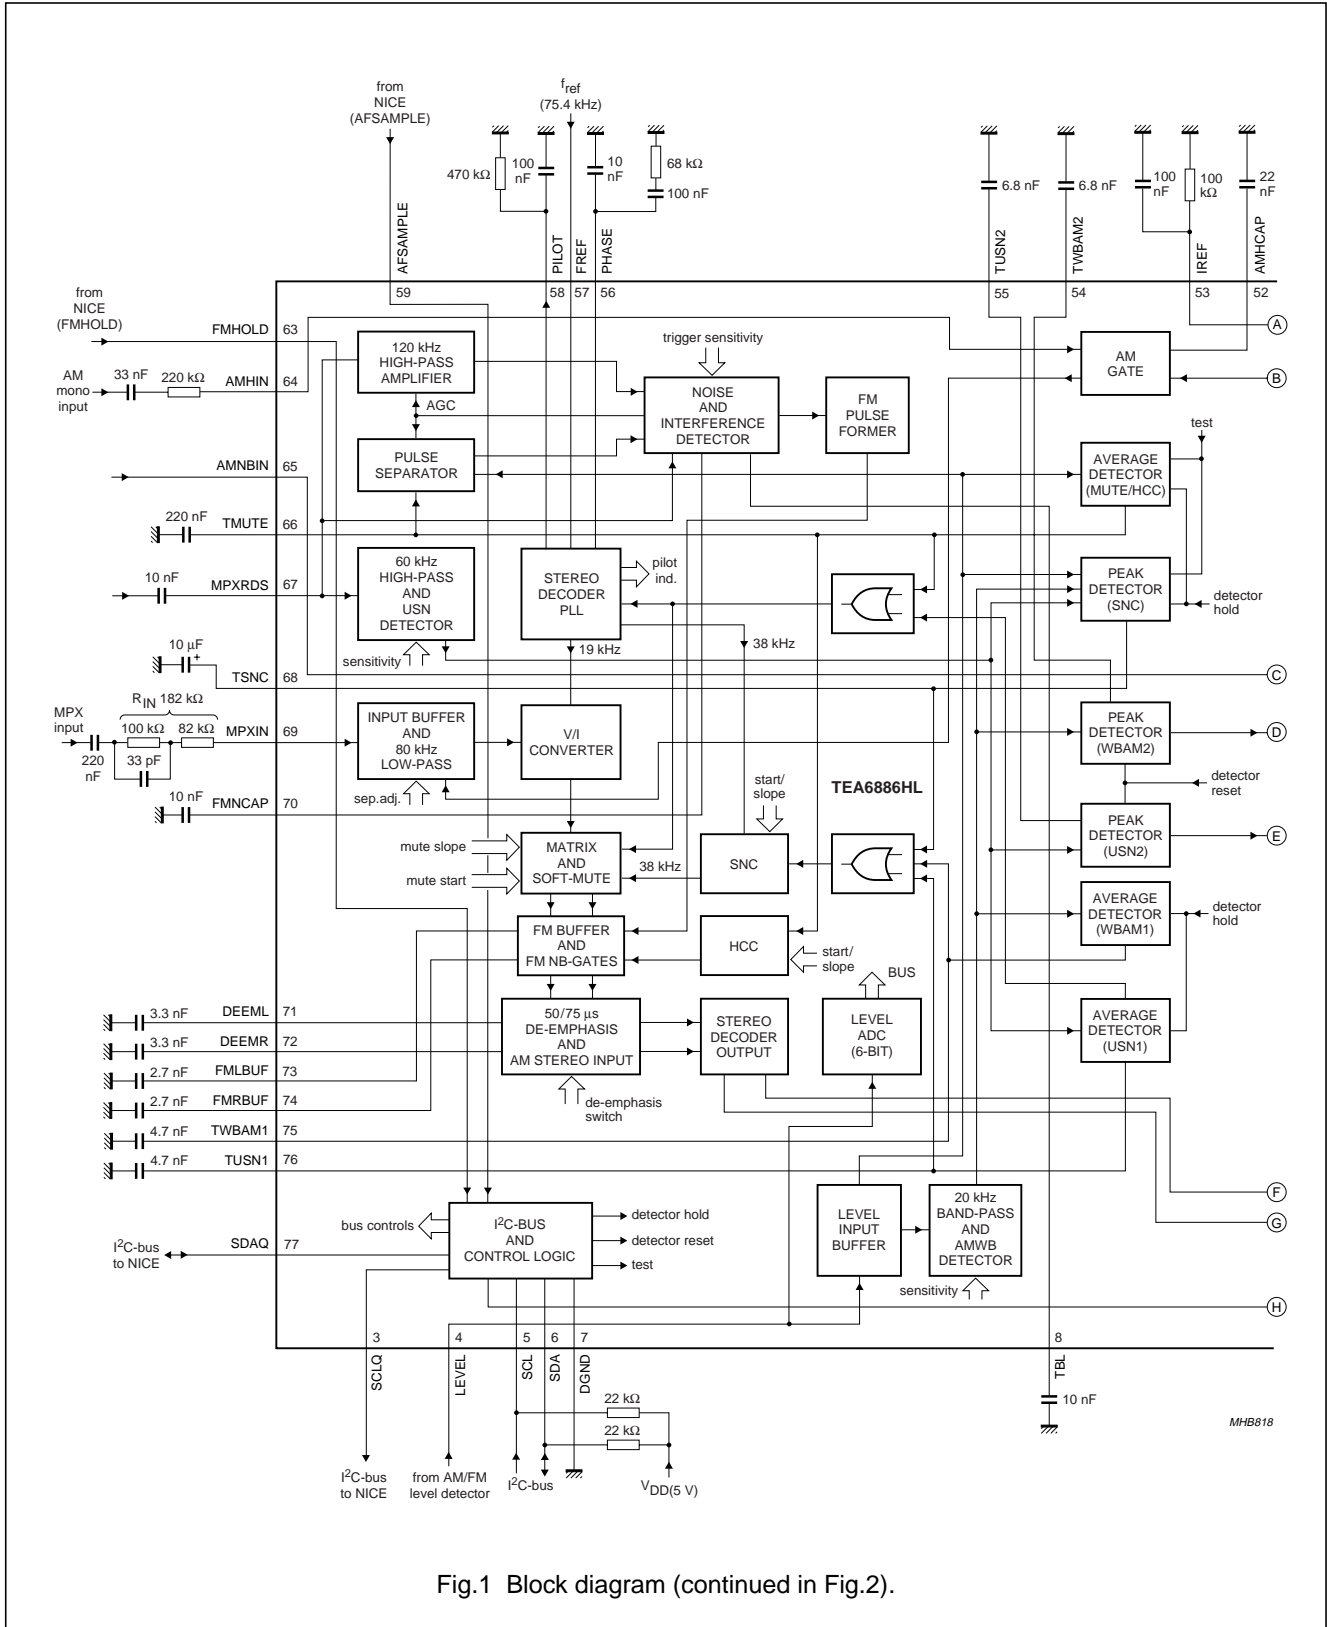 from
NICE
(AFSAMPLE)
fref
(75.4 kHz)
470 kΩ
100
nF
10
nF
68 kΩ
100 nF
6.8 nF
6.8 nF
100
nF
100
kΩ
22
nF
AFSAMPLE
PILOT
FREF
PHASE
TUSN2
TWBAM2
IREF
AMHCAP
59
58
57
56
55
54
53
52
from
NICE
(FMHOLD)
FMHOLD
63
A
AM
mono
input
33 nF
220 kΩ
AMHIN
64
120 kHz
HIGH-PASS
AMPLIFIER
AGC
trigger sensitivity
NOISE
AND
INTERFERENCE
DETECTOR
FM
PULSE
FORMER
AM
GATE
B
test
PULSE
SEPARATOR
AVERAGE
DETECTOR
(MUTE/HCC)
AMNBIN
65
220 nF
TMUTE
66
10 nF
MPXRDS
67
60 kHz
HIGH-PASS
AND
USN
DETECTOR
sensitivity
STEREO
DECODER
PLL
pilot
ind.
PEAK
DETECTOR
(SNC)
detector
hold
19 kHz
38 kHz
10 µF
+
TSNC
68
C
RIN 182 kΩ
MPX
input
100 kΩ
82 kΩ
MPXIN
69
220
nF
33 pF
INPUT BUFFER
AND
80 kHz
LOW-PASS
sep.adj.
V/I
CONVERTER
PEAK
DETECTOR
(WBAM2)
D
detector
reset
10 nF
FMNCAP
70
start/
slope
TEA6886HL
PEAK
DETECTOR
(USN2)
E
mute slope
mute start
MATRIX
AND
SOFT-MUTE
38 kHz
SNC
AVERAGE
DETECTOR
(WBAM1)
detector
hold
FM BUFFER
AND
FM NB-GATES
HCC
start/
slope
BUS
3.3 nF
DEEML
71
3.3 nF
DEEMR
72
2.7 nF
FMLBUF
73
2.7 nF
FMRBUF
74
4.7 nF
TWBAM1
75
4.7 nF
TUSN1
76
50/75 µs
DE-EMPHASIS
AND
AM STEREO INPUT
STEREO
DECODER
OUTPUT
LEVEL
ADC
(6-BIT)
AVERAGE
DETECTOR
(USN1)
de-emphasis
switch
F
G
bus controls
I2C-BUS
AND
CONTROL LOGIC
detector hold
detector reset
test
LEVEL
INPUT
BUFFER
20 kHz
BAND-PASS
AND
AMWB
DETECTOR
sensitivity
I2C-bus
to NICE
SDAQ
77
H
3
4
5
6
7
8
SCLQ
LEVEL
SCL
SDA
DGND
TBL
22 kΩ
22 kΩ
10 nF
MHB818
I2C-bus
to NICE
from AM/FM
level detector
I2C-bus
VDD(5 V)
Fig.1 Block diagram (continued in Fig.2).